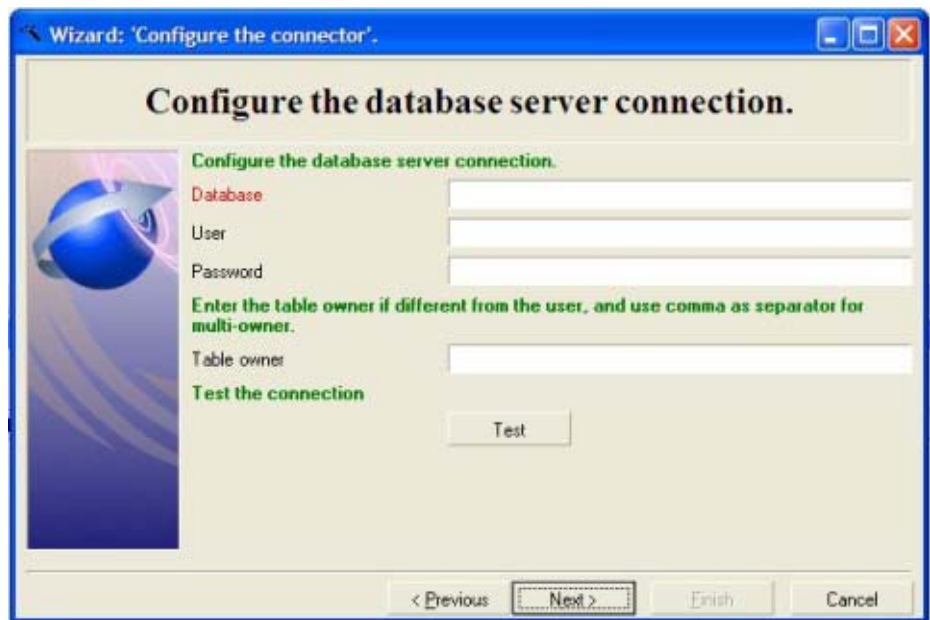 Wizard: 'Configure the connector'.
Configure the database server connection.
Configure the database server connection.
Database
User
Password
Enter the table owner if different from the user, and use comma as separator for
multi-owner.
Table owner
Test the connection
Test
< Previous Next > Finish Cancel